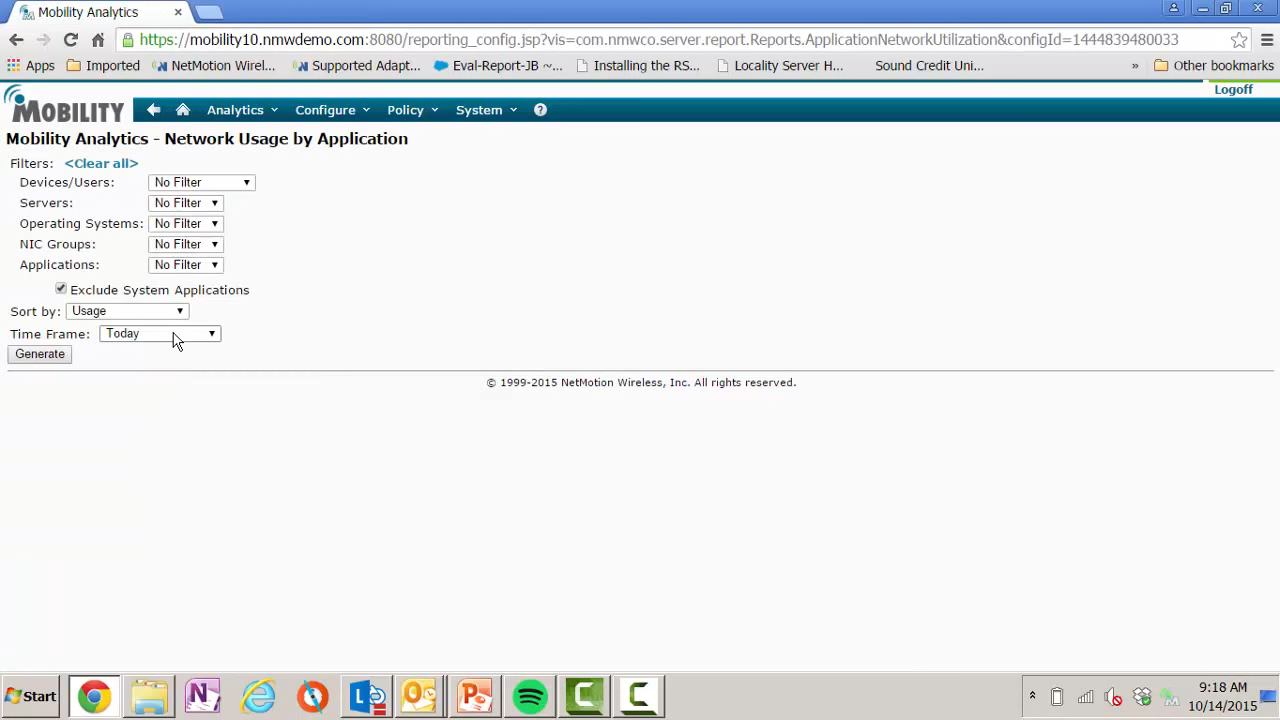 Mobility Analytics
https://mobility10.nmwdemo.com:8080/reporting_config.jsp?vis=com.nmwco.server.report.Reports.ApplicationNetworkUtilization&configId=1444839480033
Apps Imported NetMotion Wirel... Supported Adapt... Eval-Report-JB ~... Installing the RS... Locality Server H... Sound Credit Uni... » Other bookmarks
Logoff
MOBILITY Analytics Configure Policy System ?
Mobility Analytics - Network Usage by Application
Filters: <Clear all>
Devices/Users: No Filter
Servers: No Filter
Operating Systems: No Filter
NIC Groups: No Filter
Applications: No Filter
Exclude System Applications
Sort by: Usage
Time Frame: Today
Generate
© 1999-2015 NetMotion Wireless, Inc. All rights reserved.
Start
9:18 AM
10/14/2015